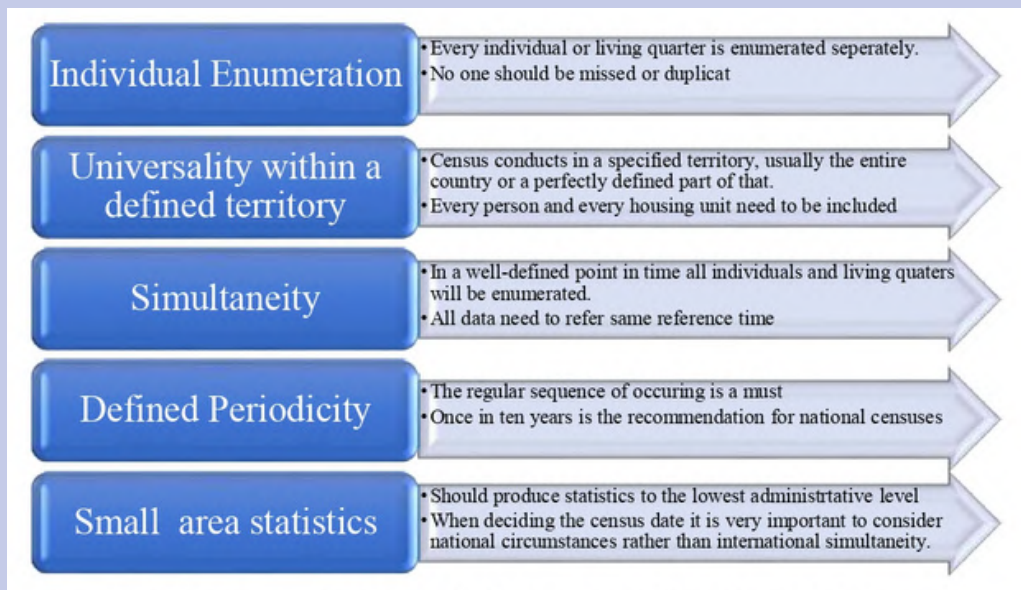 Individual Enumeration
• Every individual or living quarter is enumerated seperately.
• No one should be missed or duplicat
Universality within a
defined territory
• Census conducts in a specified territory, usually the entire
country or a perfectly defined part of that.
• Every person and every housing unit need to be included
Simultaneity
• In a well-defined point in time all individuals and living quaters
will be enumerated.
• All data need to refer same reference time
Defined Periodicity
• The regular sequence of occuring is a must
• Once in ten years is the recommendation for national censuses
Small area statistics
• Should produce statistics to the lowest administrtative level
• When deciding the census date it is very important to consider
national circumstances rather than international simultaneity.